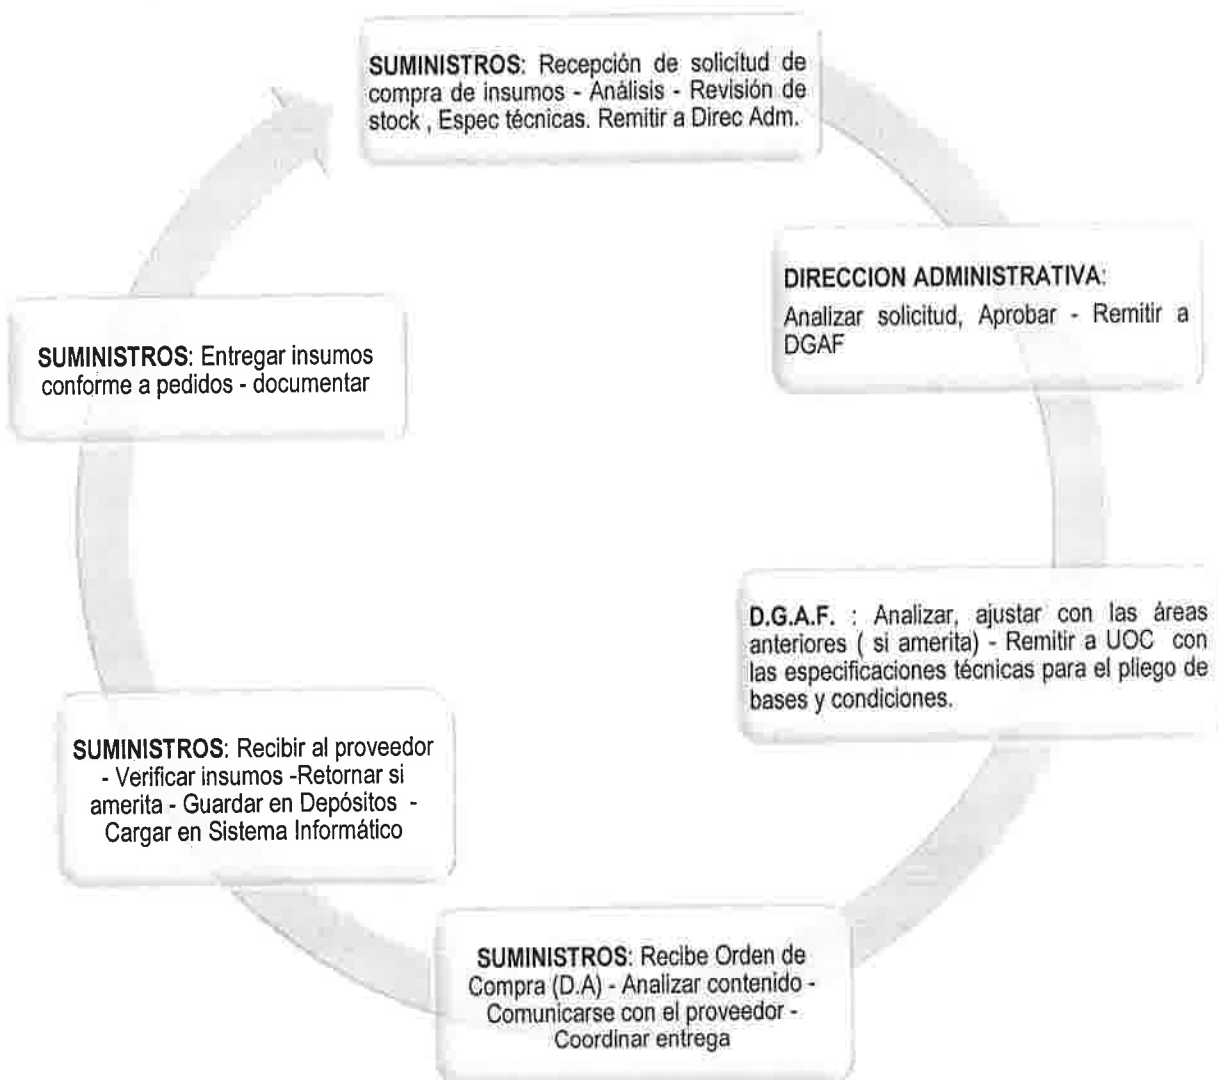 SUMINISTROS: Recepción de solicitud de
compra de insumos - Análisis - Revisión de
stock , Espec técnicas. Remitir a Direc Adm.
DIRECCION ADMINISTRATIVA:
Analizar solicitud, Aprobar - Remitir a
DGAF
D.G.A.F. : Analizar, ajustar con las áreas
anteriores ( si amerita) - Remitir a UOC con
las especificaciones técnicas para el pliego de
bases y condiciones.
SUMINISTROS: Recibe Orden de
Compra (D.A) - Analizar contenido -
Comunicarse con el proveedor -
Coordinar entrega
SUMINISTROS: Recibir al proveedor
- Verificar insumos -Retornar si
amerita - Guardar en Depósitos -
Cargar en Sistema Informático
SUMINISTROS: Entregar insumos
conforme a pedidos - documentar